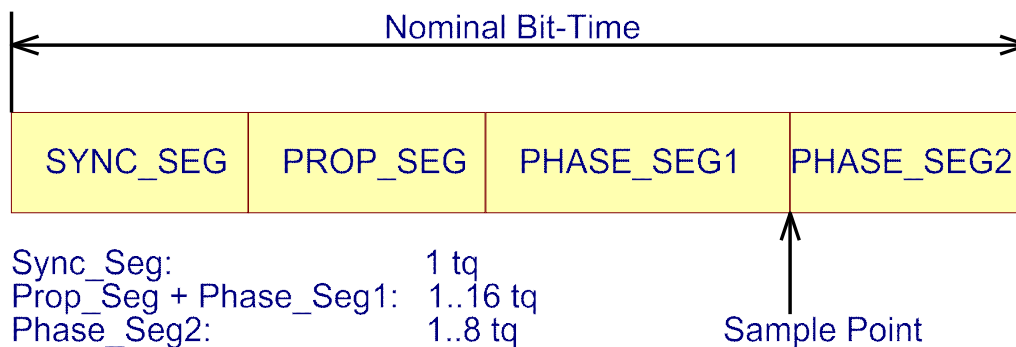 Nominal Bit-Time
SYNC_SEG PROP_SEG PHASE_SEG1 PHASE_SEG2
Sync_Seg: 1 tq
Prop_Seg + Phase_Seg1: 1..16 tq
Phase_Seg2: 1..8 tq
Sample Point